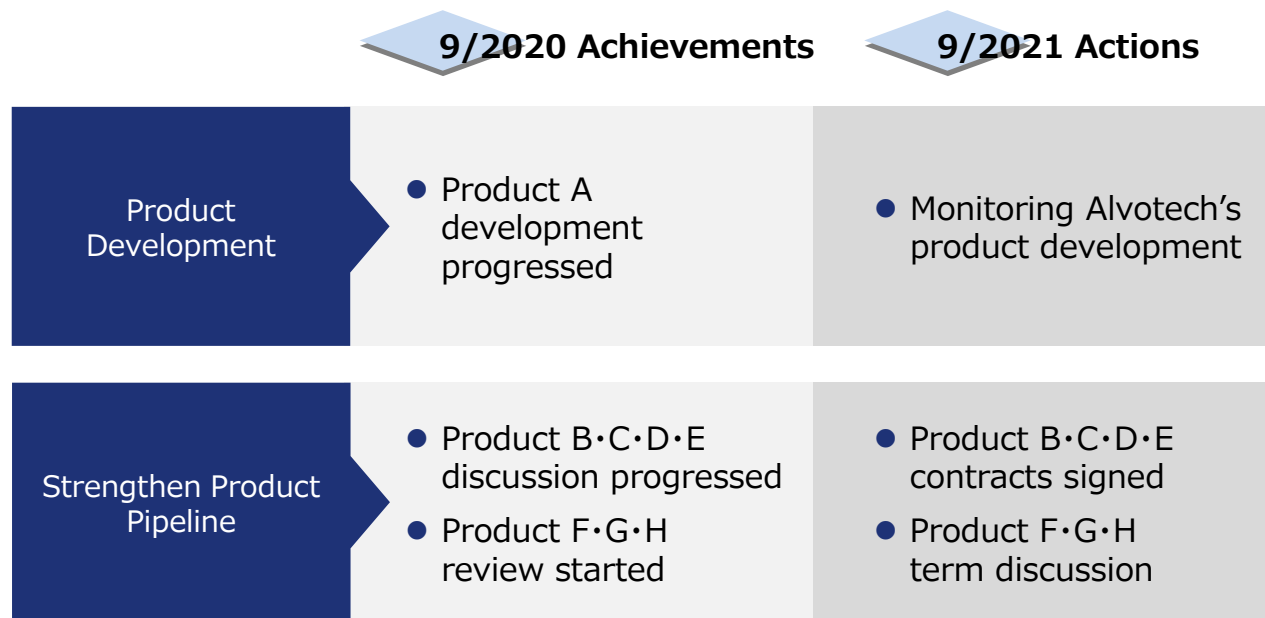 9/2020 Achievements
9/2021 Actions
Product
Development
● Product A
development
progressed
● Monitoring Alvotech's
product development
Strengthen Product
Pipeline
● Product B・C・D・E
discussion progressed
● Product F・G・H
review started
● Product B・C・D・E
contracts signed
● Product F・G・H
term discussion